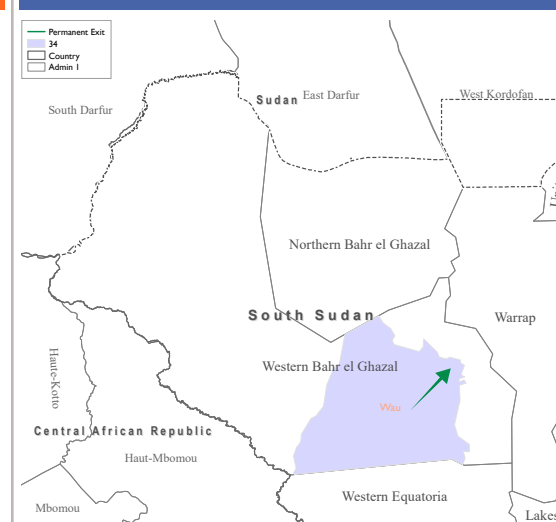 Permanent Exit
34
Country
Admin 1
South Darfur
Sudan
East Darfur
West Kordofan
Northern Bahr el Ghazal
South Sudan
Warrap
Western Bahr el Ghazal
Haute-Kotto
Wau
Central African Republic
Haut-Mbomou
Western Equatoria
Mbomou
Lakes